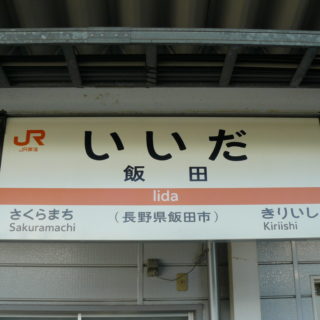 JR
JR東海
いいだ
飯田
Iida
さくらまち
(長野県飯田市)
きりいし
Sakuramachi
Kiriishi